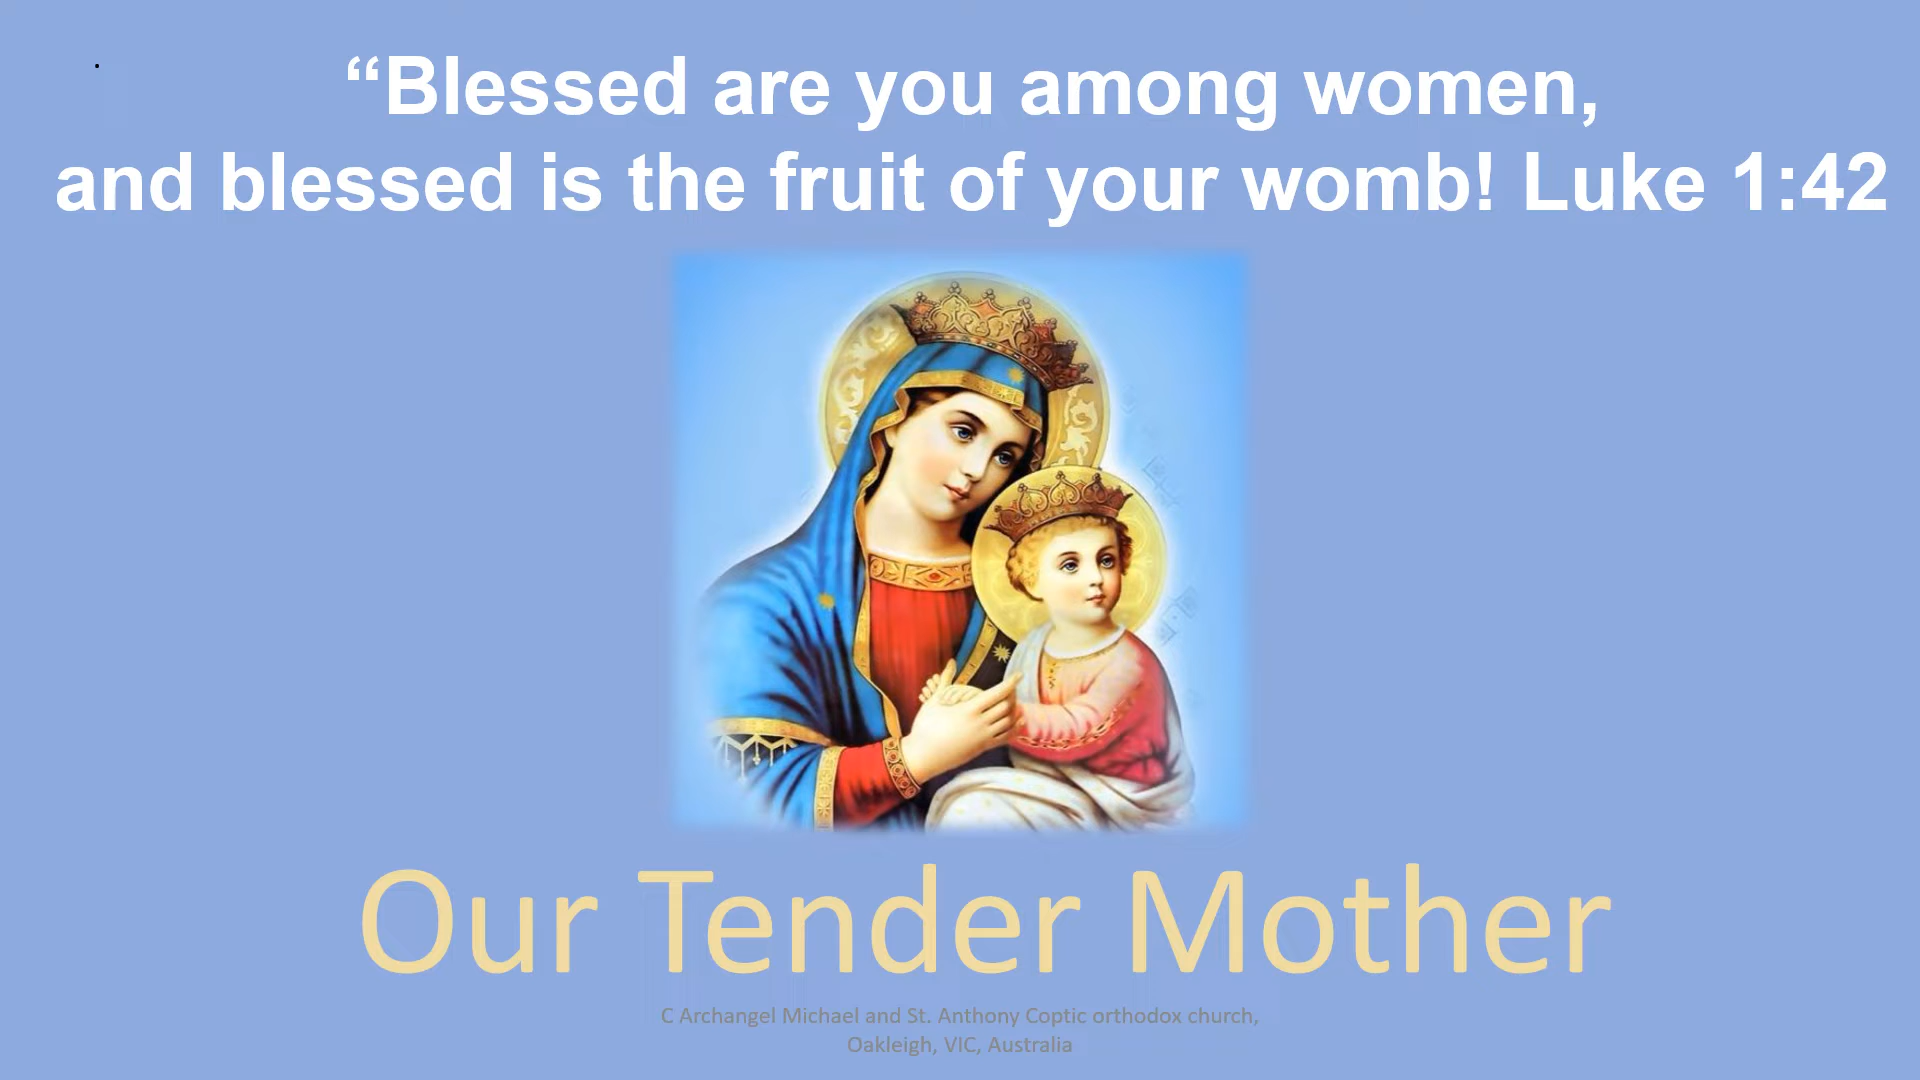 “Blessed are you among women,
and blessed is the fruit of your womb! Luke 1:42
Our Tender Mother
C Archangel Michael and St. Anthony Coptic orthodox church,
Oakleigh, VIC, Australia